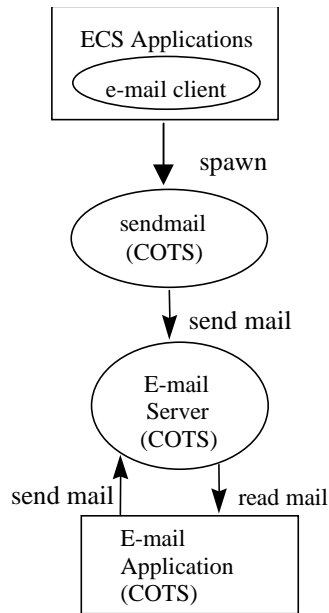 ECS Applications
e-mail client
spawn
sendmail
(COTS)
send mail
E-mail
Server
(COTS)
send mail
read mail
E-mail
Application
(COTS)